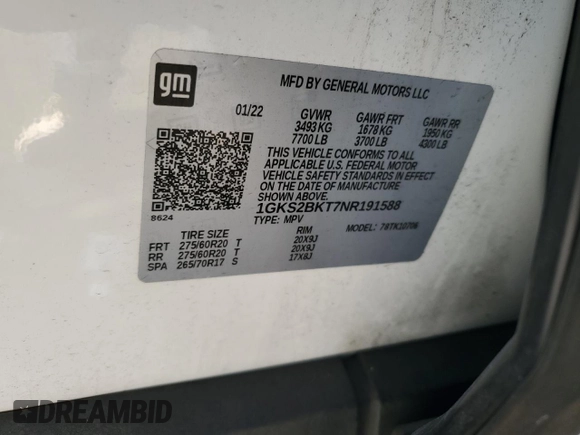 gm
MFD BY GENERAL MOTORS LLC
01/22 GVWR GAWR FRT GAWR RR
3493 KG 1678 KG 1950 KG
7700 LB 3700 LB 4300 LB
THIS VEHICLE CONFORMS TO ALL
APPLICABLE U.S. FEDERAL MOTOR
VEHICLE SAFETY STANDARDS IN
EFFECT ON THE DATE OF MANUFACTURE
SHOWN ABOVE.
1GKS2BKT7NR191588
8624 TYPE: MPV MODEL:
TIRE SIZE RIM
FRT 275/60R20 T 20X9J
RR 275/60R20 T 20X9J
SPA 265/70R17 S 17X8J
DREAMBID